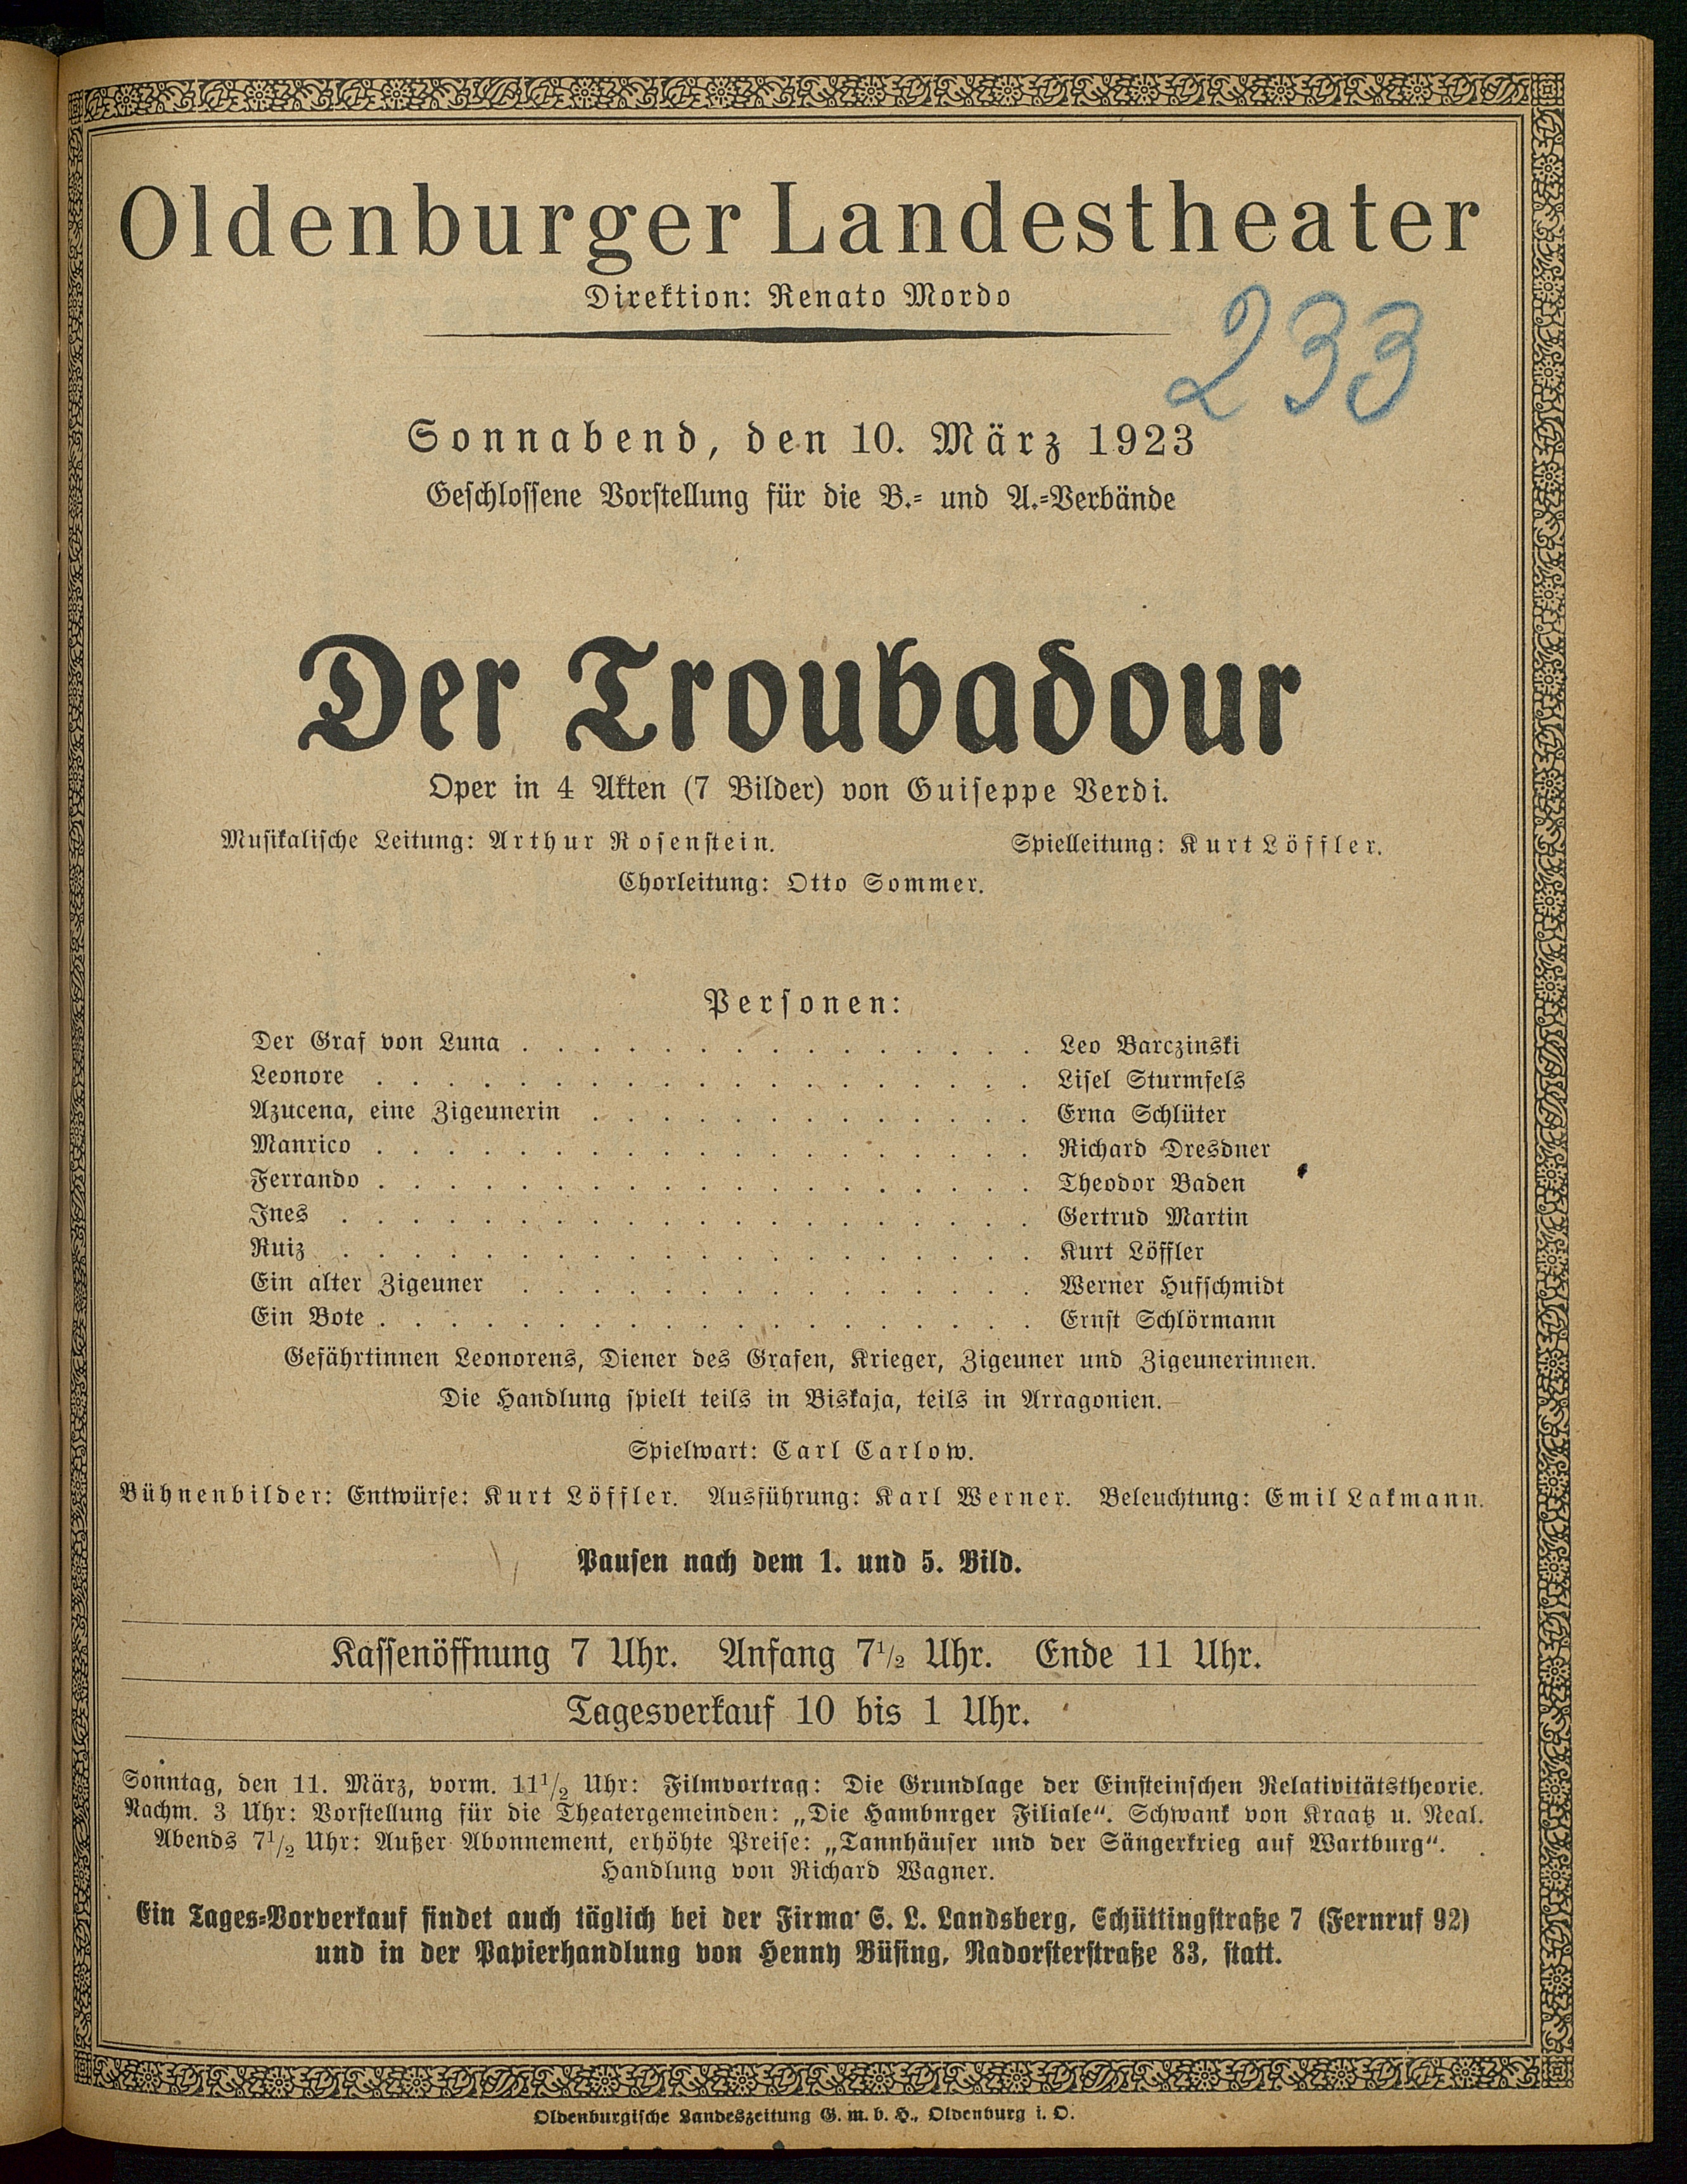 Oldenburger Landestheater
Direktion: Renato Mordo
233
Sonnabend, den 10. März 1923
Geschlossene Vorstellung für die B.- und A.-Verbände
Der Troubadour
Oper in 4 Akten (7 Bilder) von Guiseppe Verdi.
Musikalische Leitung: Arthur Rosenstein. Spielleitung: Kurt Löffler.
Chorleitung: Otto Sommer.
Personen:
Der Graf von Luna . . . . . . . . . . . . . . . Leo Barczinski
Leonore . . . . . . . . . . . . . . . . . . . Lisel Sturmfels
Azucena, eine Zigeunerin . . . . . . . . . . . . . Erna Schlüter
Manrico . . . . . . . . . . . . . . . . . . . Richard Dresdner
Ferrando . . . . . . . . . . . . . . . . . . . Theodor Baden
Ines . . . . . . . . . . . . . . . . . . . . Gertrud Martin
Ruiz . . . . . . . . . . . . . . . . . . . . Kurt Löffler
Ein alter Zigeuner . . . . . . . . . . . . . . . Werner Hufschmidt
Ein Bote . . . . . . . . . . . . . . . . . . . Ernst Schlörmann
Gefährtinnen Leonorens, Diener des Grafen, Krieger, Zigeuner und Zigeunerinnen.
Die Handlung spielt teils in Biskaja, teils in Arragonien.
Spielwart: Carl Carlow.
Bühnenbilder: Entwürfe: Kurt Löffler. Ausführung: Karl Werner. Beleuchtung: Emil Lakmann.
Pausen nach dem 1. und 5. Bild.
Kassenöffnung 7 Uhr. Anfang 7 1/2 Uhr. Ende 11 Uhr.
Tagesverkauf 10 bis 1 Uhr.
Sonntag, den 11. März, vorm. 11 1/2 Uhr: Filmvortrag: Die Grundlage der Einsteinschen Relativitätstheorie.
Nachm. 3 Uhr: Vorstellung für die Theatergemeinden: „Die Hamburger Filiale“. Schwank von Kraatz u. Neal.
Abends 7 1/2 Uhr: Außer Abonnement, erhöhte Preise: „Tannhäuser und der Sängerkrieg auf Wartburg“.
Handlung von Richard Wagner.
Ein Tages-Vorverkauf findet auch täglich bei der Firma S. L. Landsberg, Schüttingstraße 7 (Fernruf 92)
und in der Papierhandlung von Henny Büsing, Nadorsterstraße 83, statt.
Oldenburgische Landeszeitung G. m. b. H., Oldenburg i. O.